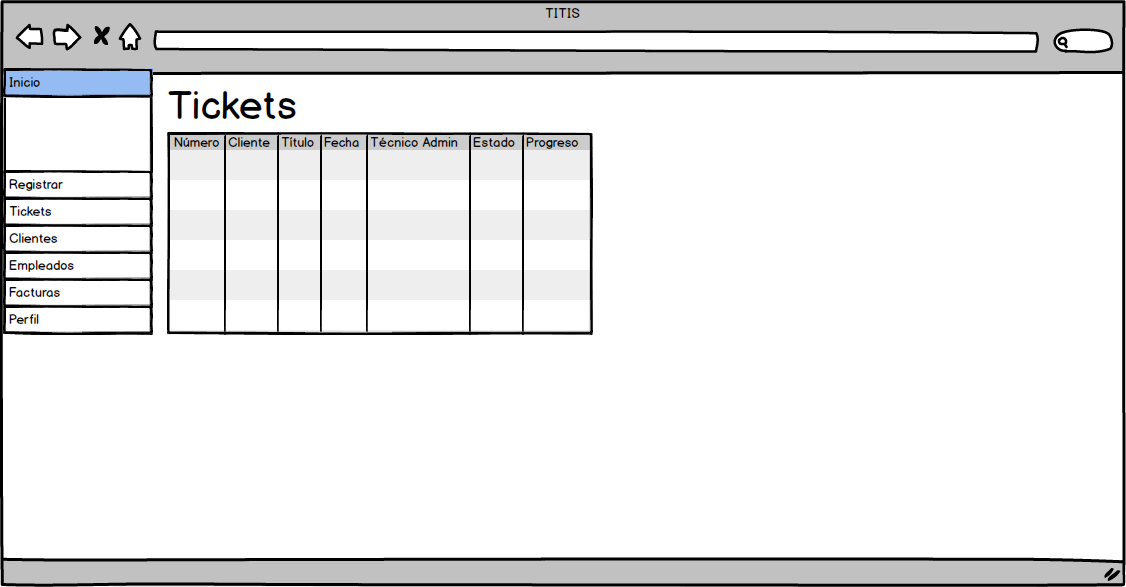 TITIS
Inicio
Registrar
Tickets
Clientes
Empleados
Facturas
Perfil
Tickets
Número Cliente Título Fecha Técnico Admin Estado Progreso